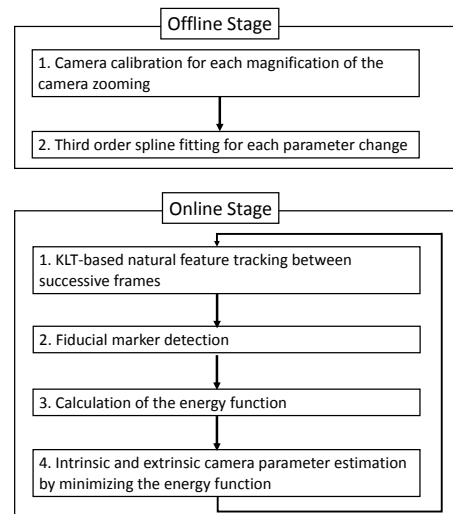 Offline Stage
1. Camera calibration for each magnification of the
camera zooming
2. Third order spline fitting for each parameter change
Online Stage
1. KLT-based natural feature tracking between
successive frames
2. Fiducial marker detection
3. Calculation of the energy function
4. Intrinsic and extrinsic camera parameter estimation
by minimizing the energy function